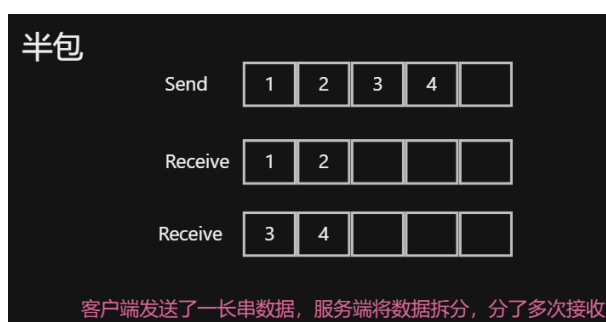 半包
Send 1 2 3 4
Receive 1 2
Receive 3 4
客户端发送了一长串数据，服务端将数据拆分，分了多次接收